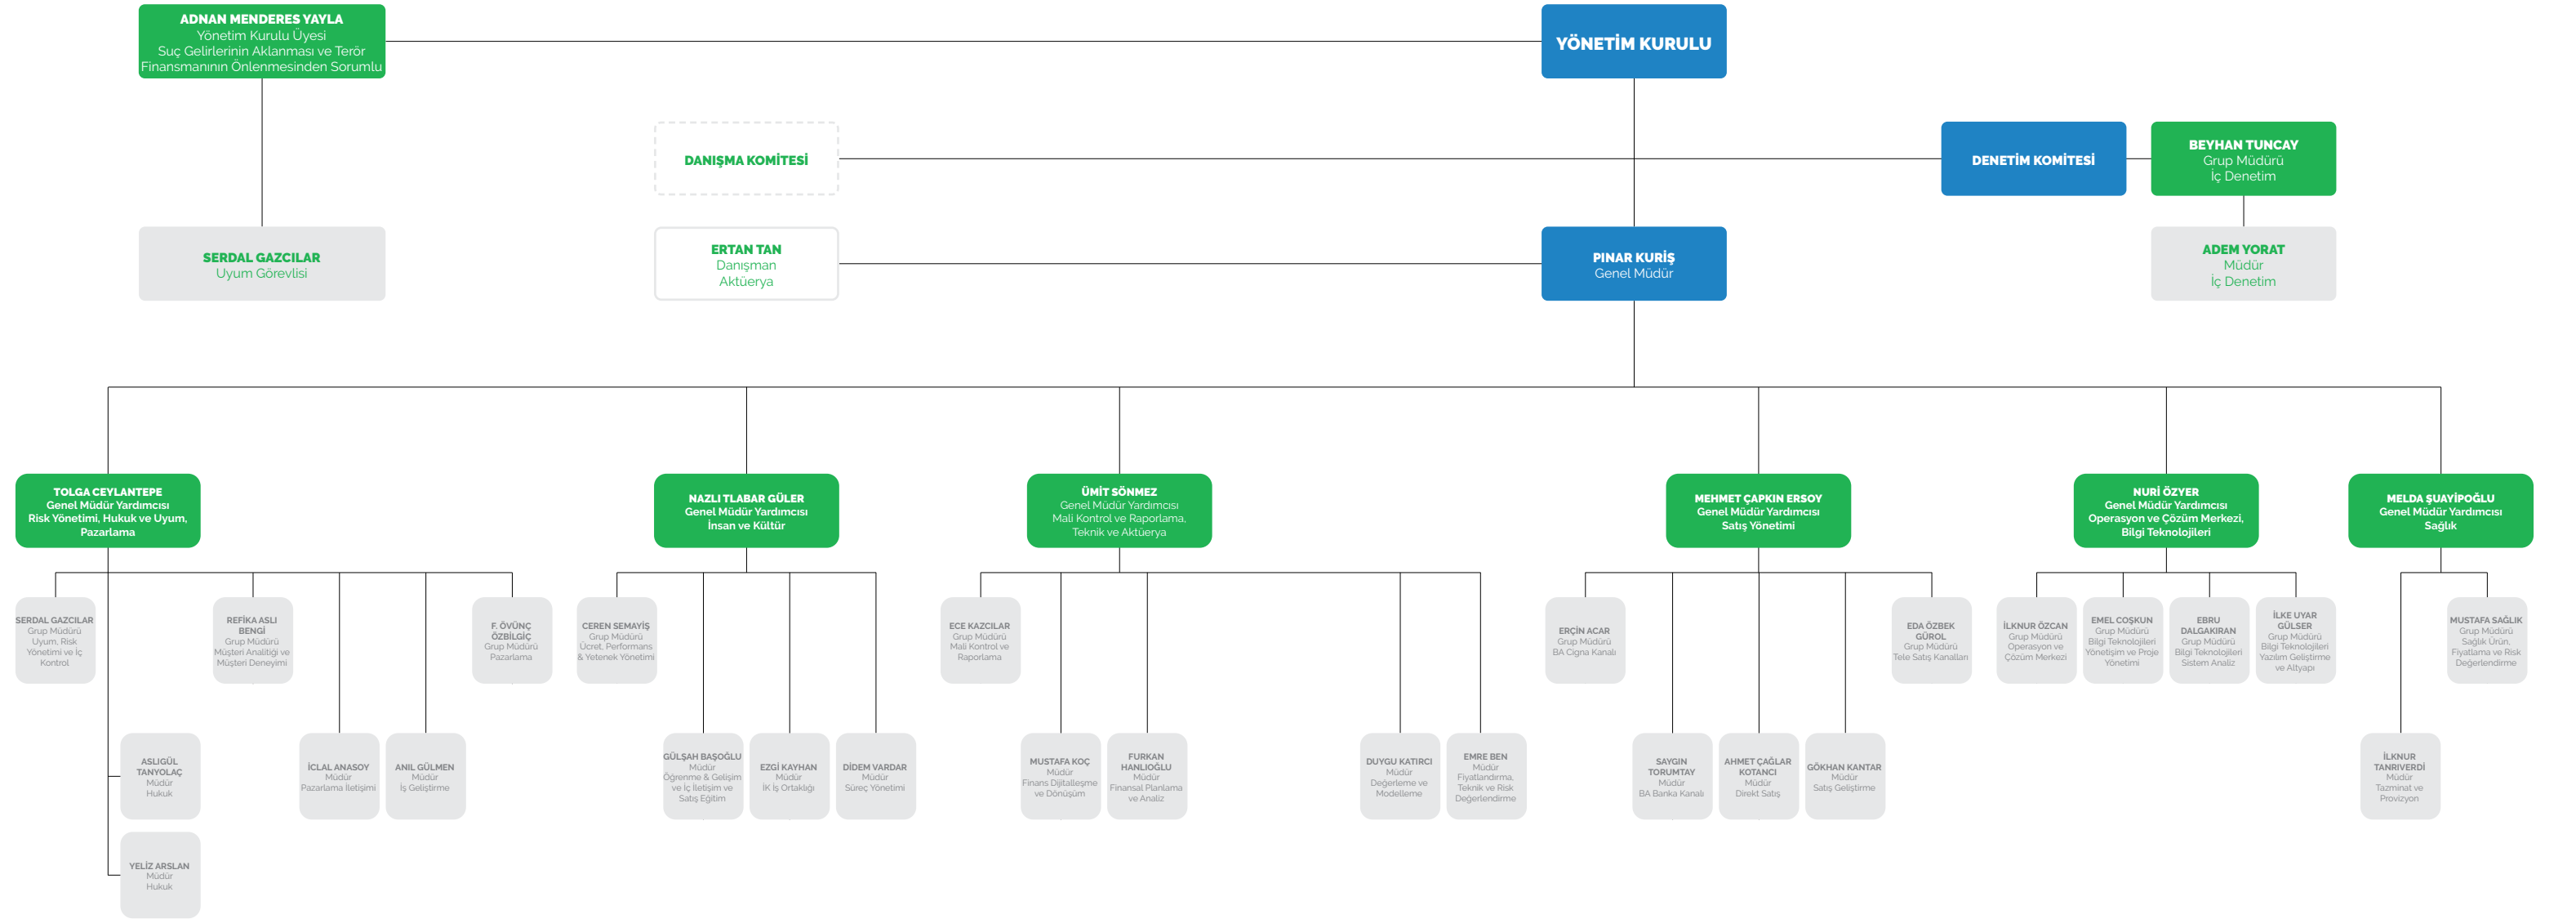 ADNAN MENDERES YAYLA
Yönetim Kurulu Üyesi
Suç Gelirlerinin Aklanması ve Terör
Finansmanının Önlenmesinden Sorumlu
YÖNETİM KURULU
DANIŞMA KOMİTESİ
DENETİM KOMİTESİ
BEYHAN TUNCAY
Grup Müdürü
İç Denetim
SERDAL GAZCILAR
Uyum Görevlisi
ERTAN TAN
Danışman
Aktüerya
PINAR KURİŞ
Genel Müdür
ADEM YORAT
Müdür
İç Denetim
TOLGA CEYLANTEPE
Genel Müdür Yardımcısı
Risk Yönetimi, Hukuk ve Uyum,
Pazarlama
NAZLI TLABAR GÜLER
Genel Müdür Yardımcısı
İnsan ve Kültür
ÜMİT SÖNMEZ
Genel Müdür Yardımcısı
Mali Kontrol ve Raporlama,
Teknik ve Aktüerya
MEHMET ÇAPKIN ERSOY
Genel Müdür Yardımcısı
Satış Yönetimi
NURİ ÖZYER
Genel Müdür Yardımcısı
Operasyon ve Çözüm Merkezi,
Bilgi Teknolojileri
MELDA ŞUAYİPOĞLU
Genel Müdür Yardımcısı
Sağlık
SERDAL GAZCILAR
Grup Müdürü
Uyum, Risk
Yönetimi ve İç
Kontrol
REFİKA ASLI
BENGİ
Grup Müdürü
Müşteri Analitiği ve
Müşteri Deneyimi
F. ÖVÜNÇ
ÖZBİLGİÇ
Grup Müdürü
Pazarlama
CEREN SEMAYİŞ
Grup Müdürü
Ücret, Performans
& Yetenek Yönetimi
ECE KAZCILAR
Grup Müdürü
Mali Kontrol ve
Raporlama
ERÇİN ACAR
Grup Müdürü
BA Cigna Kanalı
EDA ÖZBEK
GÜROL
Grup Müdürü
Tele Satış Kanalları
İLKNUR ÖZCAN
Grup Müdürü
Operasyon ve
Çözüm Merkezi
EMEL COŞKUN
Grup Müdürü
Bilgi Teknolojileri
Yönetişim ve Proje
Yönetimi
EBRU
DALGAKIRAN
Grup Müdürü
Bilgi Teknolojileri
Sistem Analiz
İLKE UYAR
GÜLSER
Grup Müdürü
Bilgi Teknolojileri
Yazılım Geliştirme
ve Altyapı
MUSTAFA SAĞLIK
Grup Müdürü
Sağlık Ürün,
Fiyatlama ve Risk
Değerlendirme
ASLIGÜL
TANYOLAÇ
Müdür
Hukuk
İCLAL ANASOY
Müdür
Pazarlama İletişimi
ANIL GÜLMEN
Müdür
İş Geliştirme
GÜLŞAH BAŞOĞLU
Müdür
Öğrenme & Gelişim
ve İç İletişim ve
Satış Eğitim
EZGİ KAYHAN
Müdür
İK İş Ortaklığı
DİDEM VARDAR
Müdür
Süreç Yönetimi
MUSTAFA KOÇ
Müdür
Finans Dijitalleşme
ve Dönüşüm
FURKAN
HANLIOĞLU
Müdür
Finansal Planlama
ve Analiz
DUYGU KATIRCI
Müdür
Değerleme ve
Modelleme
EMRE BEN
Müdür
Fiyatlandırma,
Teknik ve Risk
Değerlendirme
SAYGIN
TORUMTAY
Müdür
BA Banka Kanalı
AHMET ÇAĞLAR
KOTANCI
Müdür
Direkt Satış
GÖKHAN KANTAR
Müdür
Satış Geliştirme
İLKNUR
TANRIVERDİ
Müdür
Tazminat ve
Provizyon
YELİZ ARSLAN
Müdür
Hukuk